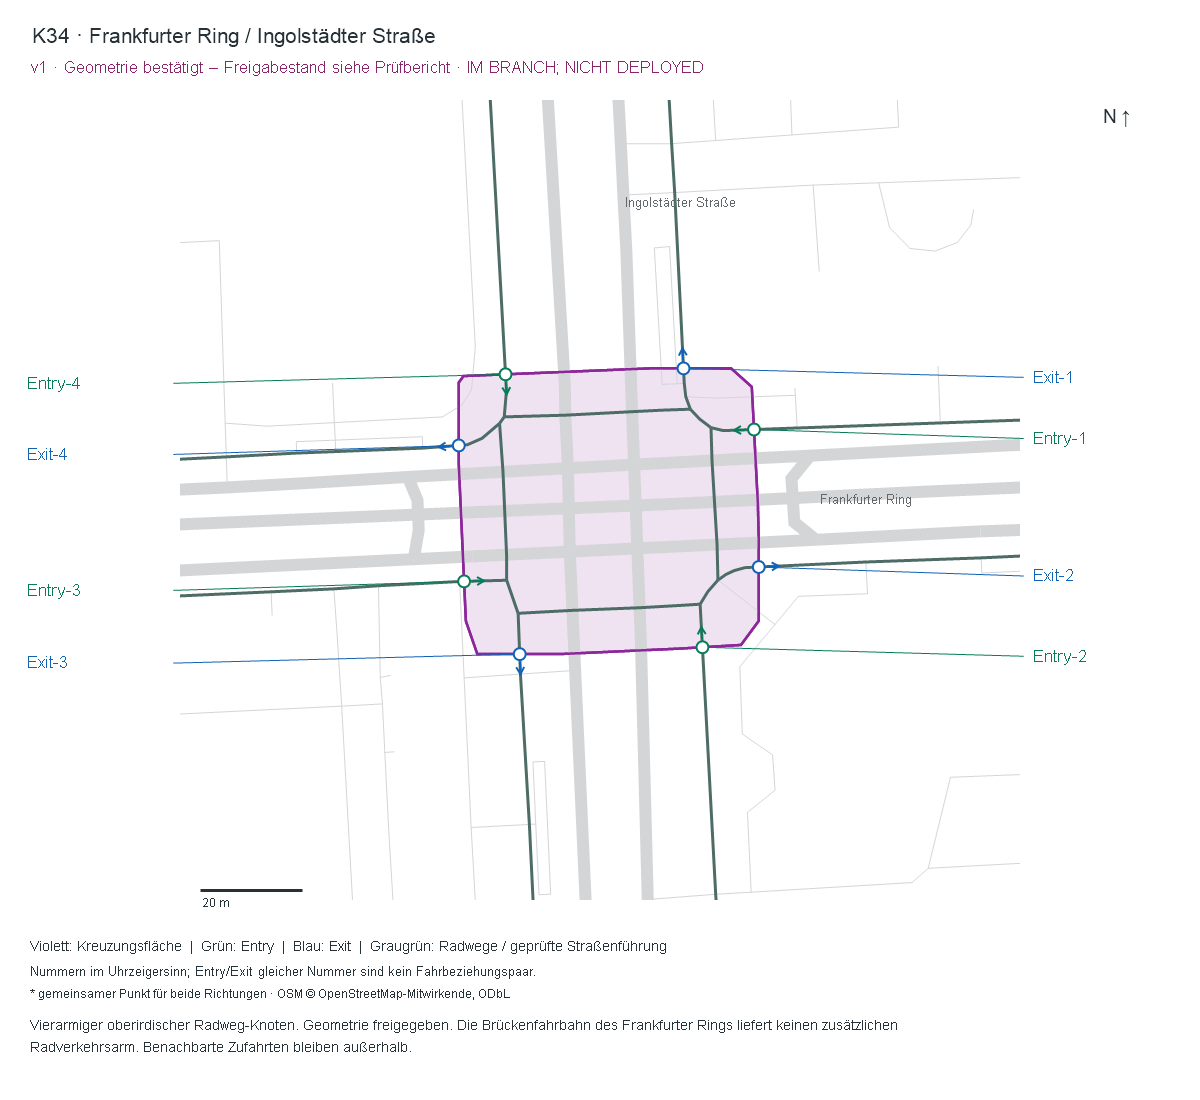 K34 · Frankfurter Ring / Ingolstädter Straße
v1 · Geometrie bestätigt – Freigabestand siehe Prüfbericht · IM BRANCH; NICHT DEPLOYED
N ↑
Ingolstädter Straße
Entry-4
Exit-1
Exit-4
Entry-1
Frankfurter Ring
Entry-3
Exit-2
Exit-3
Entry-2
20 m
Violett: Kreuzungsfläche | Grün: Entry | Blau: Exit | Graugrün: Radwege / geprüfte Straßenführung
Nummern im Uhrzeigersinn; Entry/Exit gleicher Nummer sind kein Fahrbeziehungspaar.
* gemeinsamer Punkt für beide Richtungen · OSM © OpenStreetMap-Mitwirkende, ODbL
Vierarmiger oberirdischer Radweg-Knoten. Geometrie freigegeben. Die Brückenfahrbahn des Frankfurter Rings liefert keinen zusätzlichen
Radverkehrsarm. Benachbarte Zufahrten bleiben außerhalb.